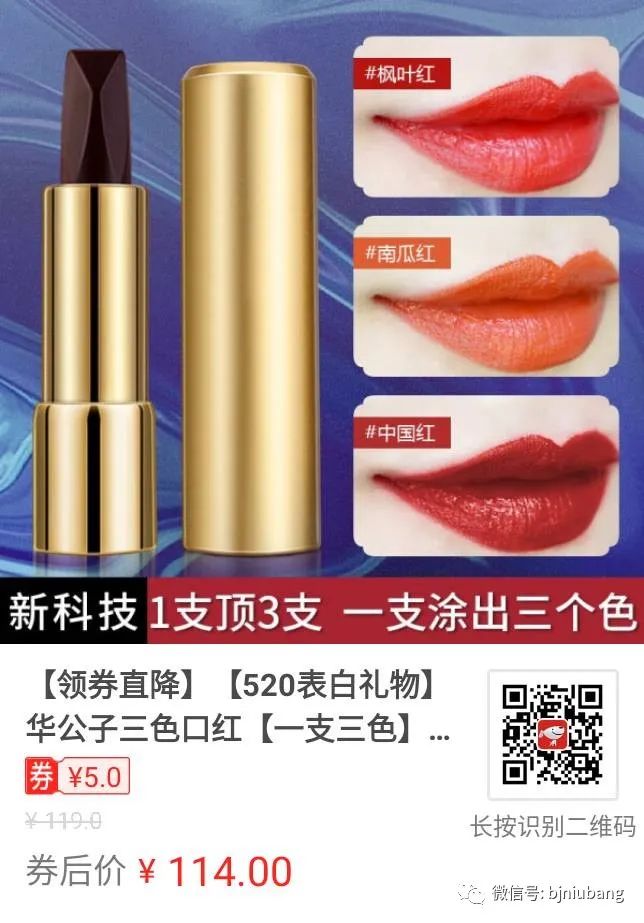 #枫叶红
#南瓜红
#中国红
新科技 1支顶3支 一支涂出三个色
【领券直降】【520表白礼物】
华公子三色口红【一支三色】...
券 ¥5.0
¥ 119.0
长按识别二维码
券后价 ¥ 114.00
微信号: bjniubang